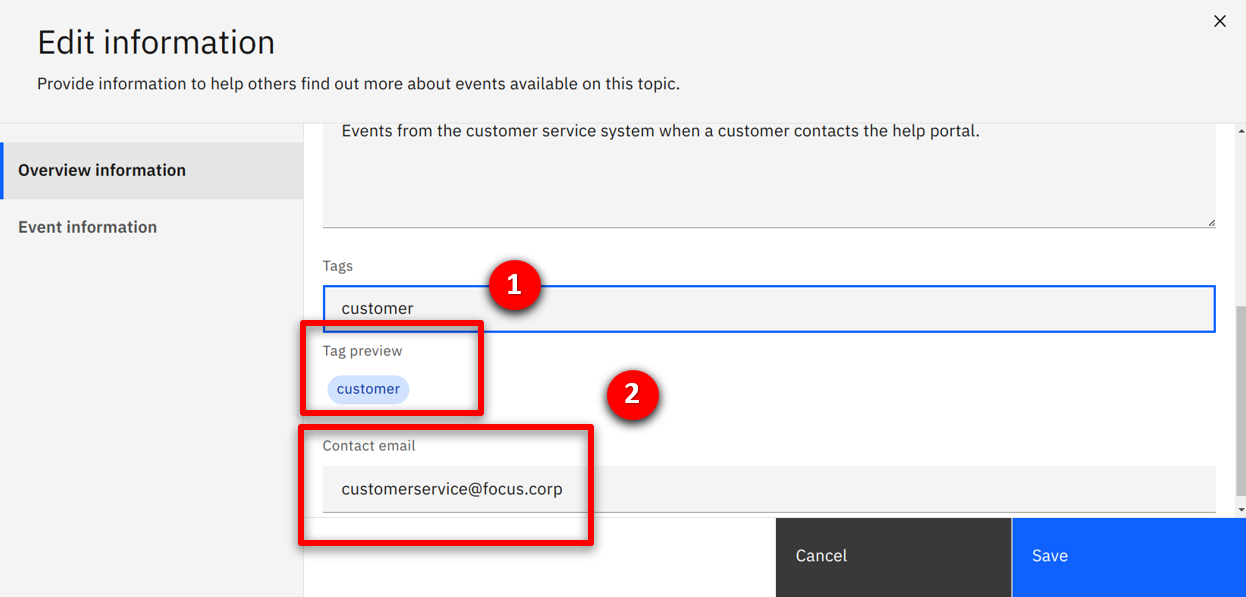 Edit information
Provide information to help others find out more about events available on this topic.
Overview information
Event information
Events from the customer service system when a customer contacts the help portal.
Tags
1
customer
Tag preview
customer
2
Contact email
customerservice@focus.corp
Cancel
Save